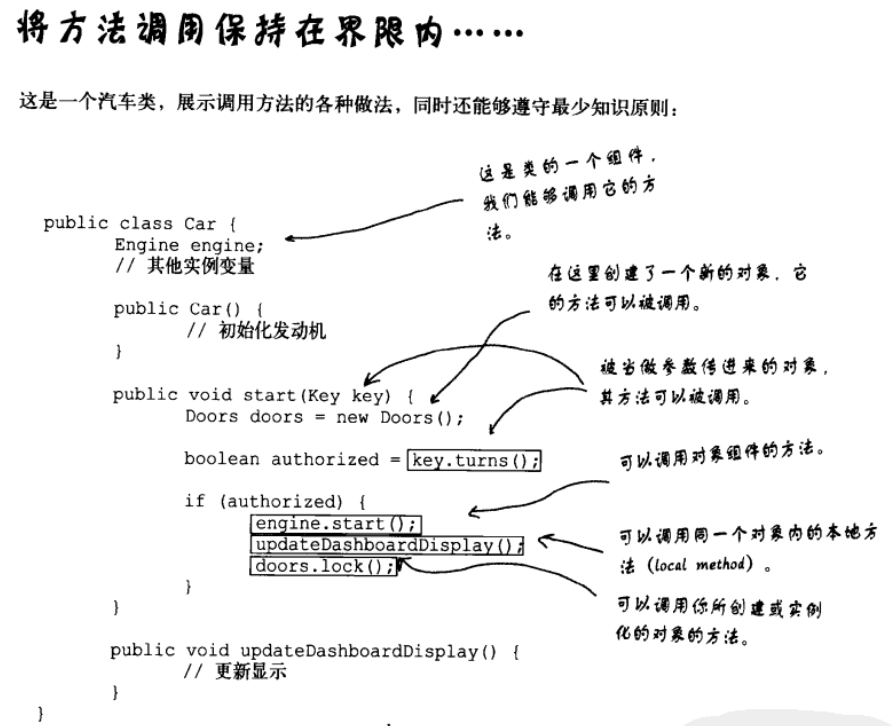 将方法调用保持在界限内……
这是一个汽车类，展示调用方法的各种做法，同时还能够遵守最少知识原则：
这是类的一个组件，
我们能够调用它的方
法。
public class Car {
Engine engine;
// 其他实例变量
在这里创建了一个新的对象，它
的方法可以被调用。
public Car() {
// 初始化发动机
}
被当做参数传进来的对象，
其方法可以被调用。
public void start(Key key) {
Doors doors = new Doors();
boolean authorized = key.turns();
可以调用对象组件的方法。
if (authorized) {
engine.start();
updateDashboardDisplay();
doors.lock();
}
}
可以调用同一个对象内的本地方
法（local method）。
可以调用你所创建或实例
化的对象的方法。
public void updateDashboardDisplay() {
// 更新显示
}
}